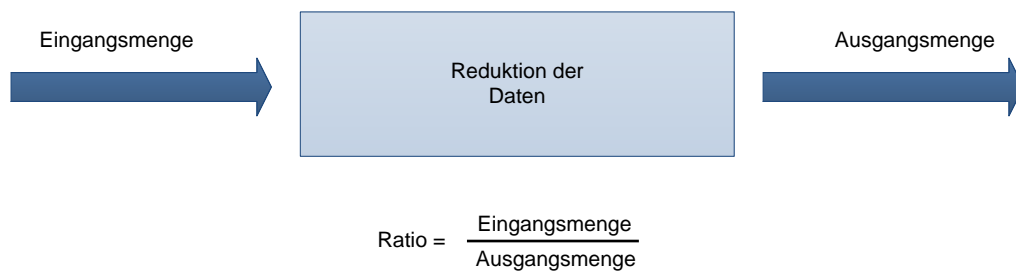 Eingangsmenge
Reduktion der
Daten
Ausgangsmenge
Ratio =
Eingangsmenge
Ausgangsmenge